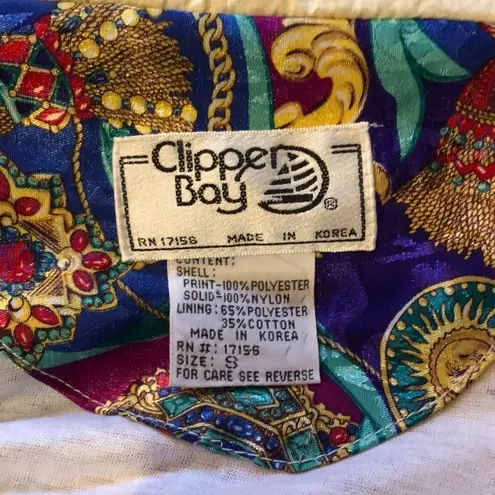 Clipper
Bay ®
RN 17156 MADE IN KOREA
CONTENT:
SHELL:
PRINT-100%POLYESTER
SOLID-100%NYLON
LINING: 65%POLYESTER
35%COTTON
MADE IN KOREA
RN #: 17156
SIZE: S
FOR CARE SEE REVERSE